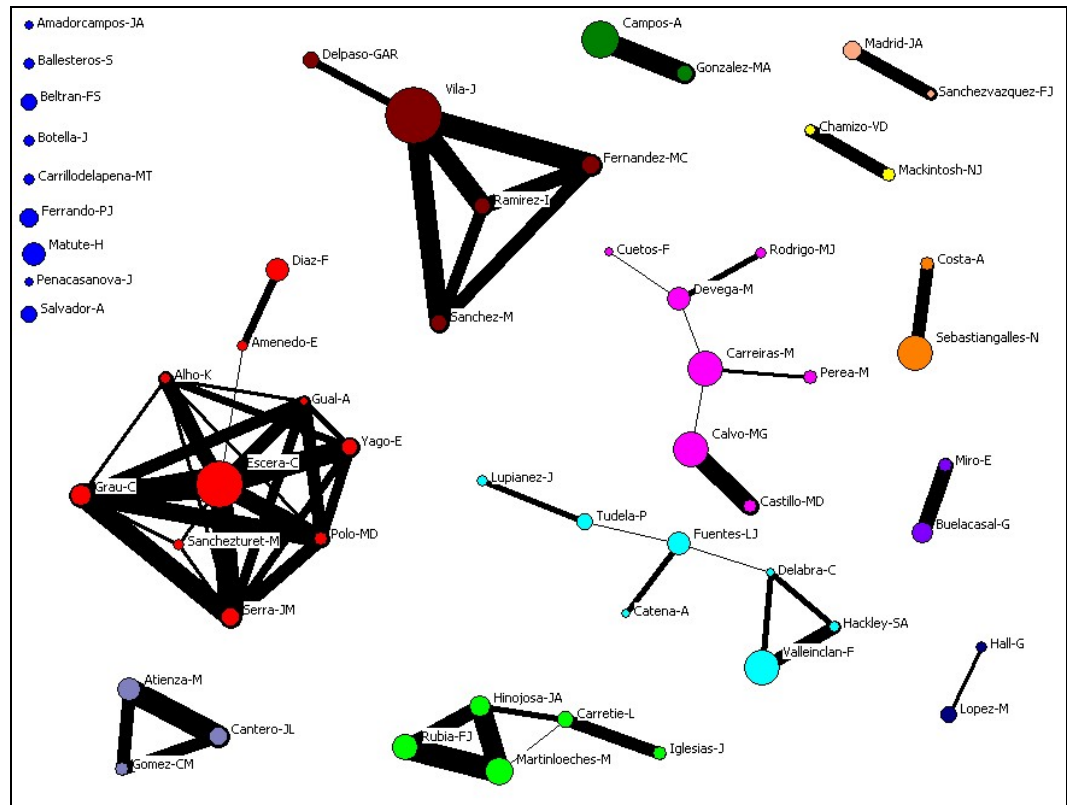 Amadorcampos-JA
Ballesteros-S
Beltran-FS
Botella-J
Carrillodelapena-MT
Ferrando-PJ
Matute-H
Penacasanova-J
Salvador-A
Delpaso-GAR
Vila-J
Fernandez-MC
Ramirez-I
Sanchez-M
Campos-A
Gonzalez-MA
Madrid-JA
Sanchezvazquez-FJ
Chamizo-VD
Mackintosh-NJ
Diaz-F
Amenedo-E
Alho-K
Gual-A
Yago-E
Escera-C
Grau-C
Sanchezturet-M
Polo-MD
Serra-JM
Cuetos-F
Rodrigo-MJ
Devega-M
Carreiras-M
Perea-M
Calvo-MG
Castillo-MD
Costa-A
Sebastiangalles-N
Miro-E
Buelacasal-G
Lupianez-J
Tudela-P
Fuentes-LJ
Delabra-C
Catena-A
Hackley-SA
Valleinclan-F
Hall-G
Lopez-M
Atienza-M
Cantero-JL
Gomez-CM
Hinojosa-JA
Carretie-L
Rubia-FJ
Martinloeches-M
Iglesias-J